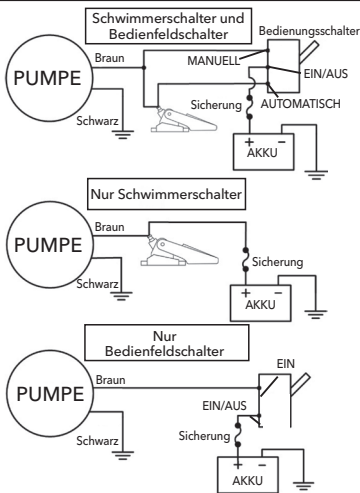 Schwimmerschalter und
Bedienfeldschalter
Bedienungsschalter
Braun
MANUELL
EIN/AUS
PUMPE
Sicherung
AUTOMATISCH
Schwarz
+ −
AKKU
Nur Schwimmerschalter
Braun
PUMPE
Sicherung
Schwarz
+ −
AKKU
Nur
Bedienfeldschalter
EIN
Braun
PUMPE
EIN/AUS
Schwarz
Sicherung
+ −
AKKU